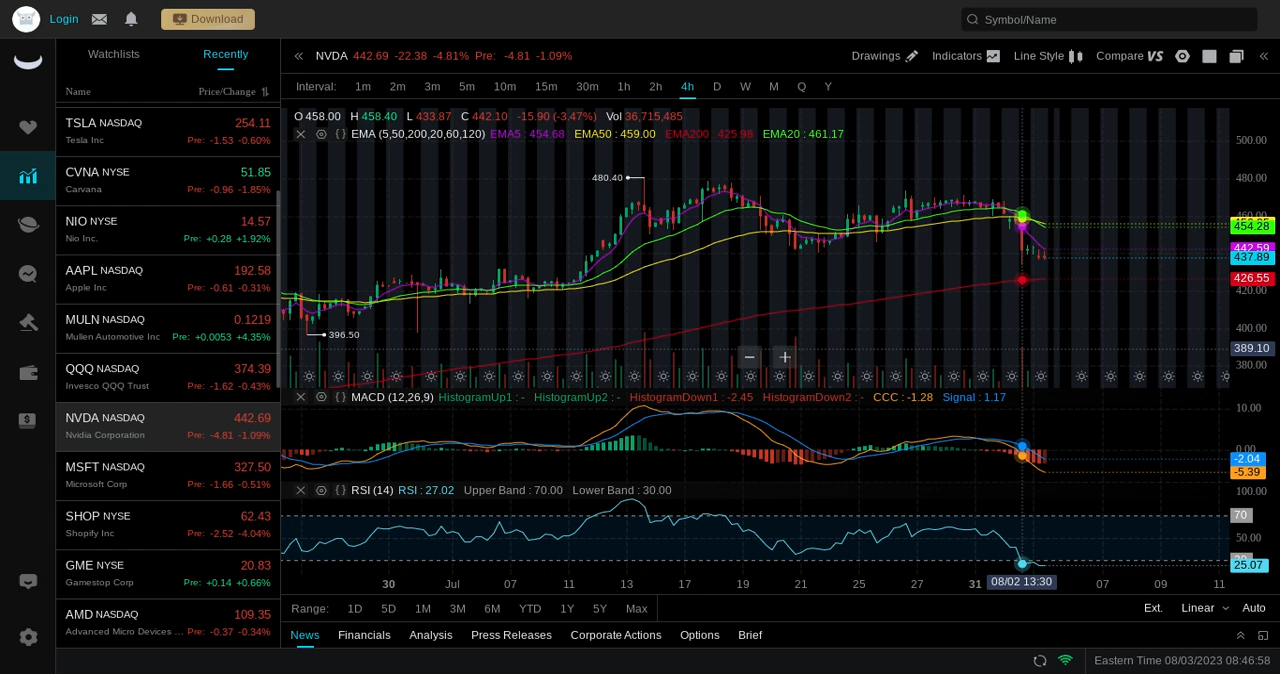 Login
Download
Symbol/Name
Watchlists Recently
Name Price/Change
TSLA NASDAQ 254.11
Tesla Inc Pre: -1.53 -0.60%
CVNA NYSE 51.85
Carvana Pre: -0.96 -1.85%
NIO NYSE 14.57
Nio Inc. Pre: +0.28 +1.92%
AAPL NASDAQ 192.58
Apple Inc Pre: -0.61 -0.31%
MULN NASDAQ 0.1219
Mullen Automotive Inc Pre: +0.0053 +4.35%
QQQ NASDAQ 374.39
Invesco QQQ Trust Pre: -1.62 -0.43%
NVDA NASDAQ 442.69
Nvidia Corporation Pre: -4.81 -1.09%
MSFT NASDAQ 327.50
Microsoft Corp Pre: -1.66 -0.51%
SHOP NYSE 62.43
Shopify Inc Pre: -2.52 -4.04%
GME NYSE 20.83
Gamestop Corp Pre: +0.14 +0.66%
AMD NASDAQ 109.35
Advanced Micro Devices ... Pre: -0.37 -0.34%
NVDA 442.69 -22.38 -4.81% Pre: -4.81 -1.09%
Drawings Indicators Line Style Compare VS
Interval: 1m 2m 3m 5m 10m 15m 30m 1h 2h 4h D W M Q Y
O 458.00 H 458.40 L 433.87 C 442.10 -15.90 (-3.47%) Vol 36,715,485
EMA (5,50,200,20,60,120) EMA5 : 454.68 EMA50 : 459.00 EMA200 : 425.98 EMA20 : 461.17
500.00
480.00
480.40
454.28
442.59
437.89
426.55
420.00
400.00
396.50
389.10
380.00
MACD (12,26,9) HistogramUp1 : - HistogramUp2 : - HistogramDown1 : -2.45 HistogramDown2 : - CCC : -1.28 Signal : 1.17
10.00
0.00
-2.04
-5.39
RSI (14) RSI : 27.02 Upper Band : 70.00 Lower Band : 30.00
100.00
70
50.00
25.07
30 Jul 07 11 13 17 19 21 25 27 31 08/02 13:30 07 09 11
Range: 1D 5D 1M 3M 6M YTD 1Y 5Y Max
Ext. Linear Auto
News Financials Analysis Press Releases Corporate Actions Options Brief
Eastern Time 08/03/2023 08:46:58